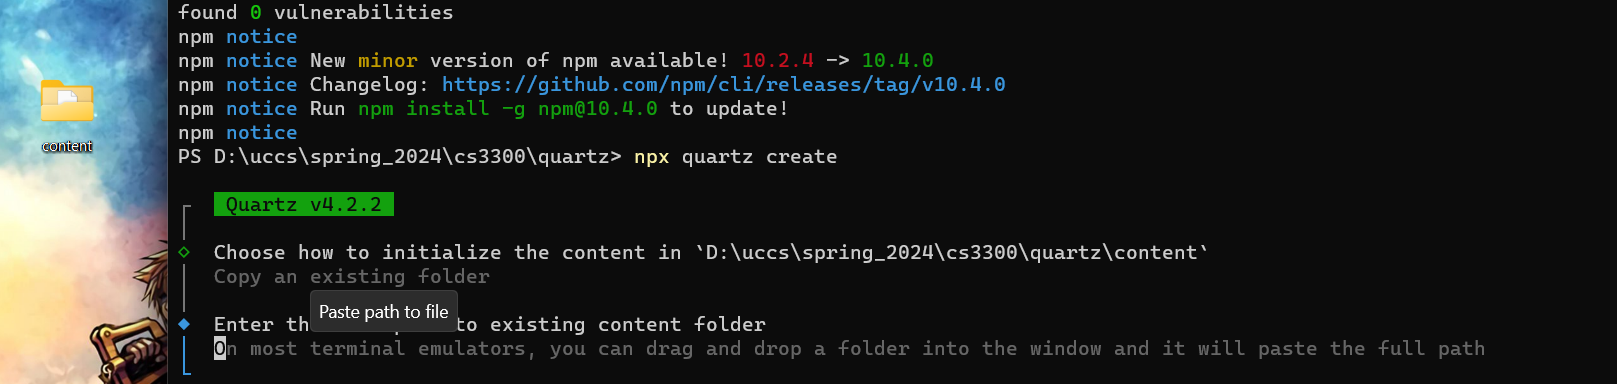 found 0 vulnerabilities
npm notice
npm notice New minor version of npm available! 10.2.4 -> 10.4.0
npm notice Changelog: https://github.com/npm/cli/releases/tag/v10.4.0
npm notice Run npm install -g npm@10.4.0 to update!
npm notice
content
PS D:\uccs\spring_2024\cs3300\quartz> npx quartz create
Quartz v4.2.2
Choose how to initialize the content in `D:\uccs\spring_2024\cs3300\quartz\content`
Copy an existing folder
Paste path to file
Enter th to existing content folder
On most terminal emulators, you can drag and drop a folder into the window and it will paste the full path